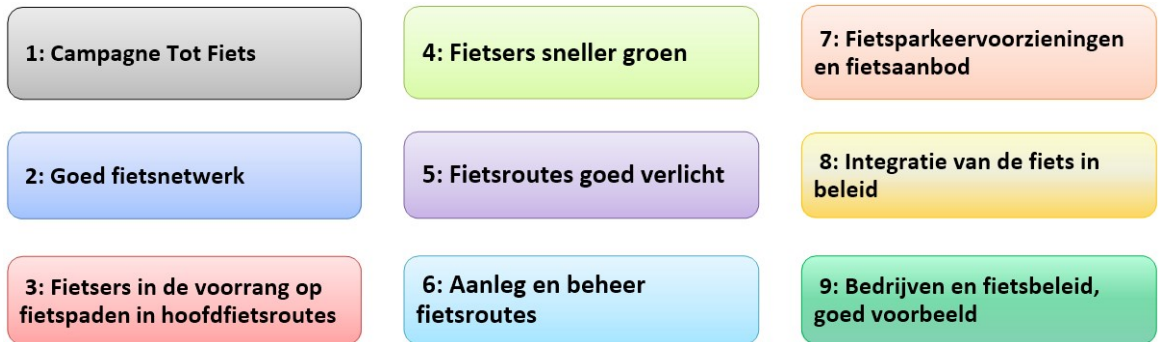 1: Campagne Tot Fiets
2: Goed fietsnetwerk
3: Fietsers in de voorrang op
fietspaden in hoofdfietsroutes
4: Fietsers sneller groen
5: Fietsroutes goed verlicht
6: Aanleg en beheer
fietsroutes
7: Fietsparkeervoorzieningen
en fietsaanbod
8: Integratie van de fiets in
beleid
9: Bedrijven en fietsbeleid,
goed voorbeeld